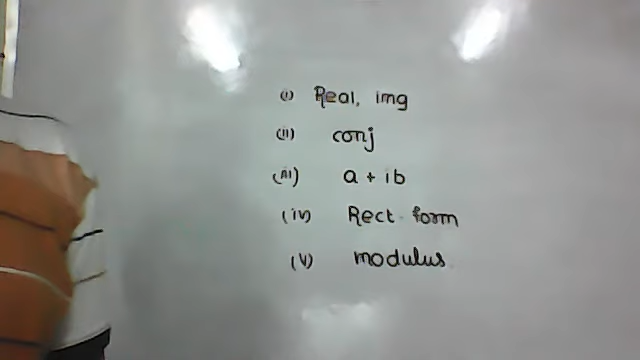 (i) Real, img
(ii) conj
(iii) a + ib
(iv) Rect. form
(v) modulus